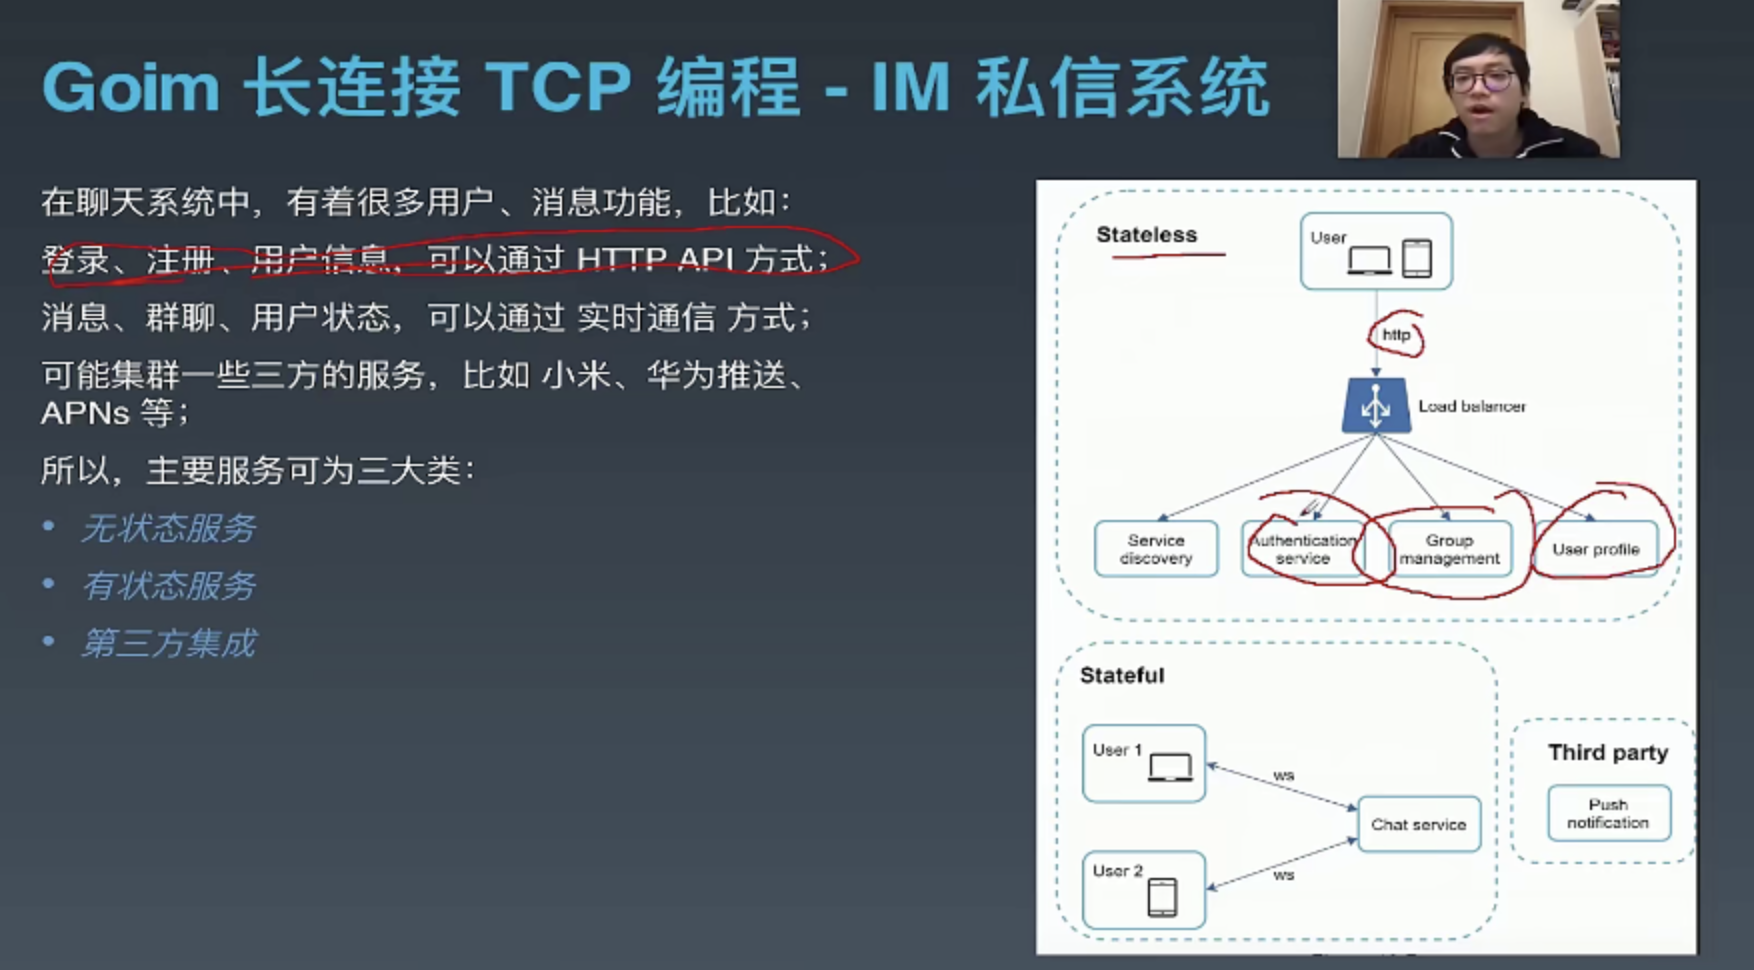 Goim 长连接 TCP 编程 - IM 私信系统
在聊天系统中，有着很多用户、消息功能，比如：
登录、注册、用户信息，可以通过 HTTP API 方式；
消息、群聊、用户状态，可以通过 实时通信 方式；
可能集群一些三方的服务，比如 小米、华为推送、
APNs 等；
所以，主要服务可为三大类：
• 无状态服务
• 有状态服务
• 第三方集成
Stateless
User
http
Load balancer
Service
discovery
Authentication
service
Group
management
User profile
Stateful
User 1
ws
Chat service
User 2
ws
Third party
Push
notification